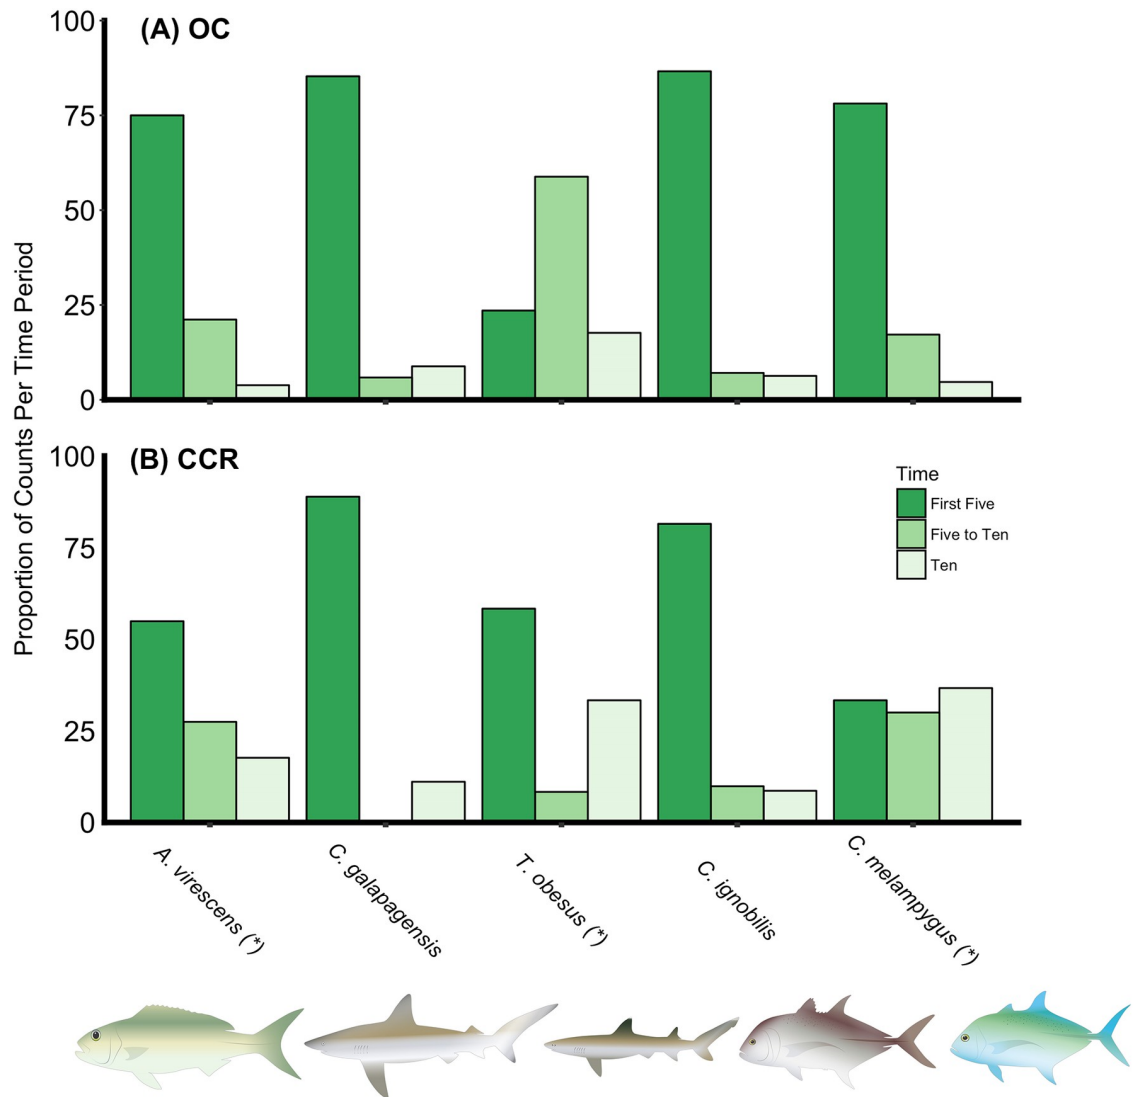 Proportion of Counts Per Time Period
(A) OC
100
75
50
25
0
(B) CCR
100
75
50
25
0
Time
First Five
Five to Ten
Ten
A. virescens (*)
C. galapagensis
T. obesus (*)
C. ignobilis
C. melampygus (*)